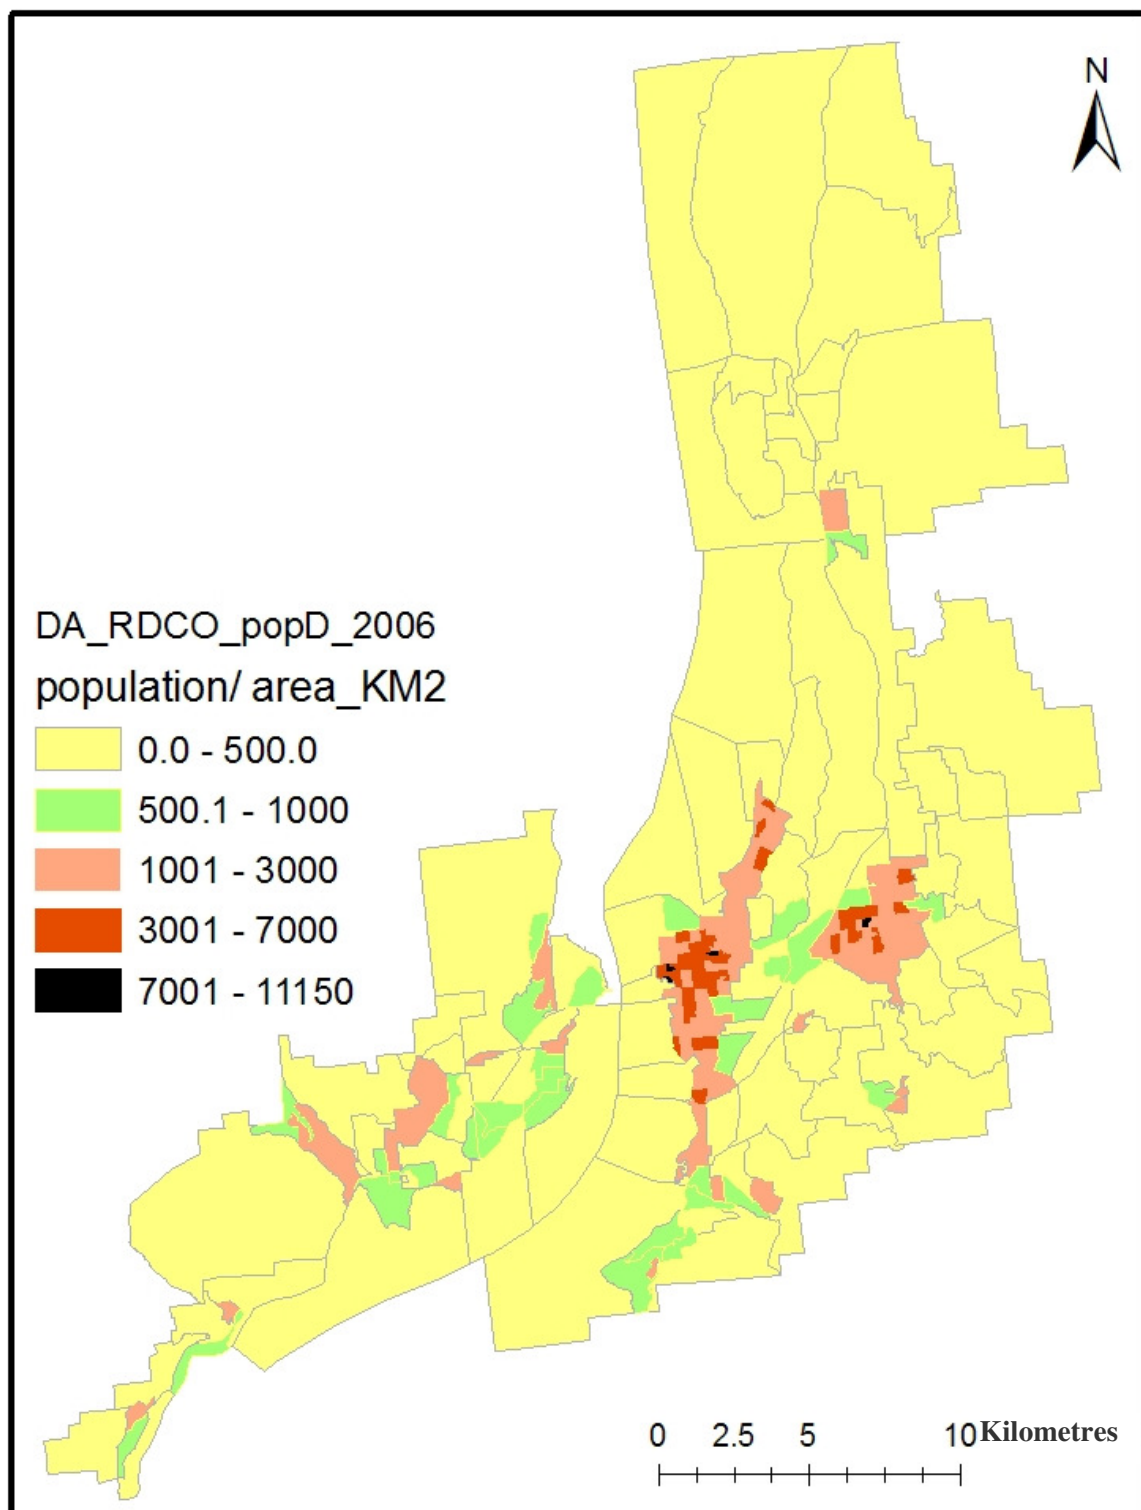 N
DA_RDCO_popD_2006
population/ area_KM2
0.0 - 500.0
500.1 - 1000
1001 - 3000
3001 - 7000
7001 - 11150
0 2.5 5 10 Kilometres